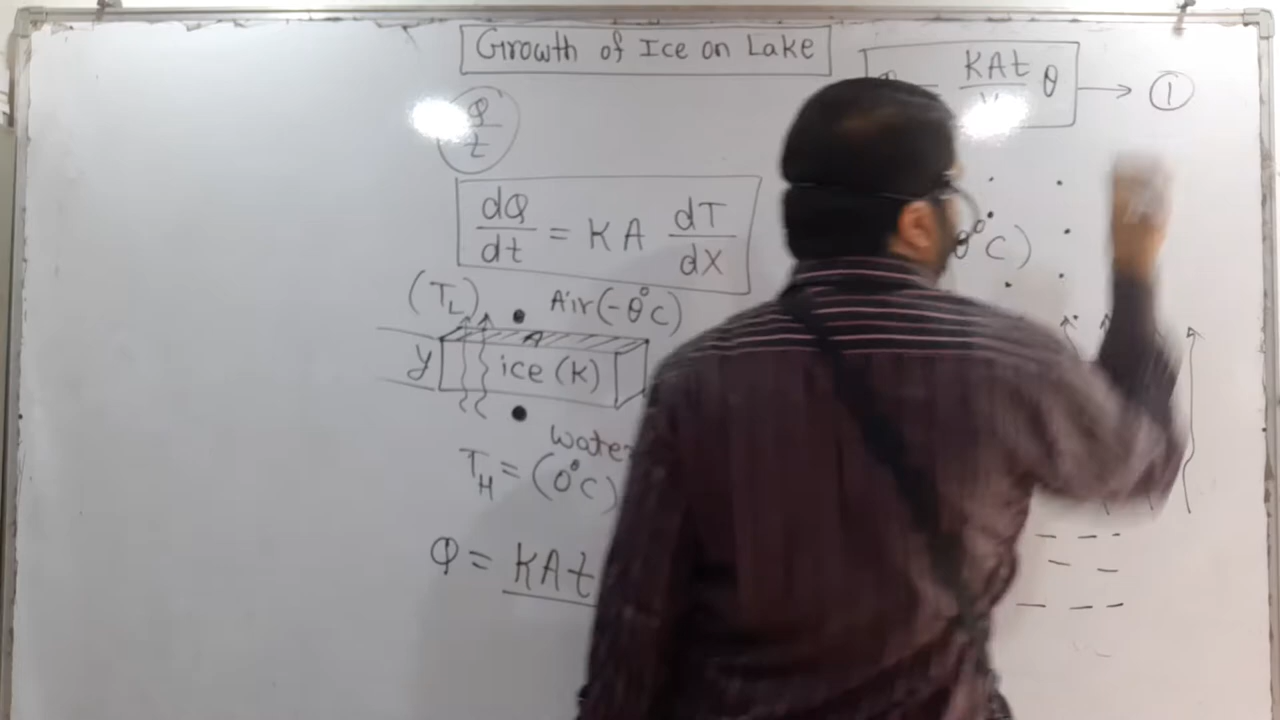 Growth of Ice on Lake
KAt θ
①
Q
t
dQ/dt = KA dT/dX
(T_L) Air(-θ°C)
A
y ice (K)
θ°C)
T_H = (0°C)
Q = KAt